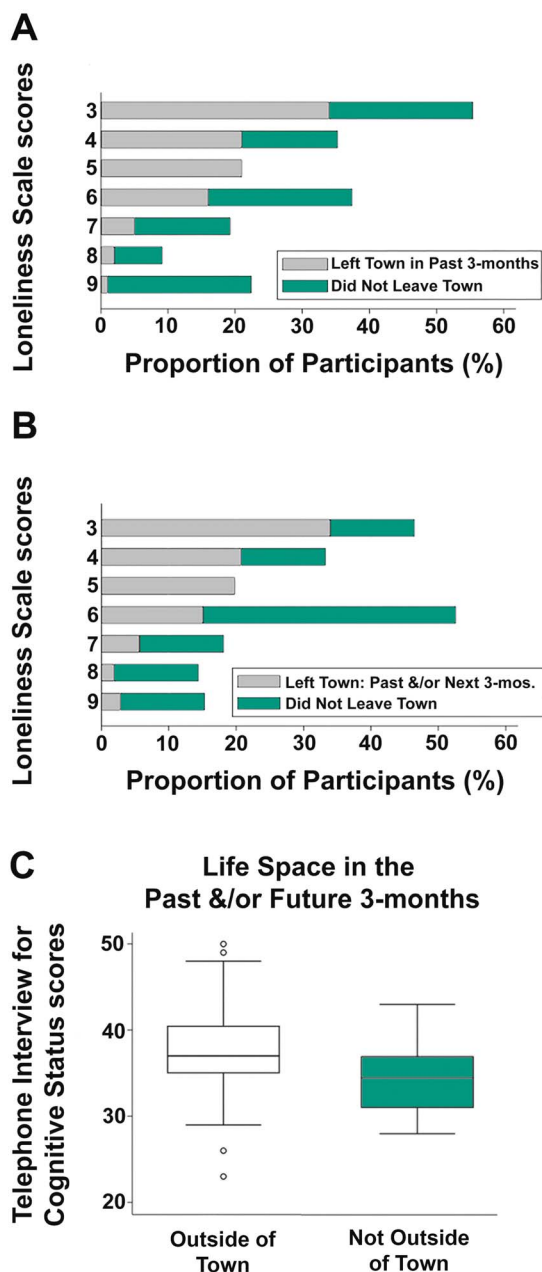 A
Loneliness Scale scores
3
4
5
6
7
8
9
Left Town in Past 3-months
Did Not Leave Town
0 10 20 30 40 50 60
Proportion of Participants (%)
B
Loneliness Scale scores
3
4
5
6
7
8
9
Left Town: Past &/or Next 3-mos.
Did Not Leave Town
0 10 20 30 40 50 60
Proportion of Participants (%)
C
Life Space in the
Past &/or Future 3-months
Telephone Interview for
Cognitive Status scores
50
40
30
20
Outside of
Town
Not Outside
of Town